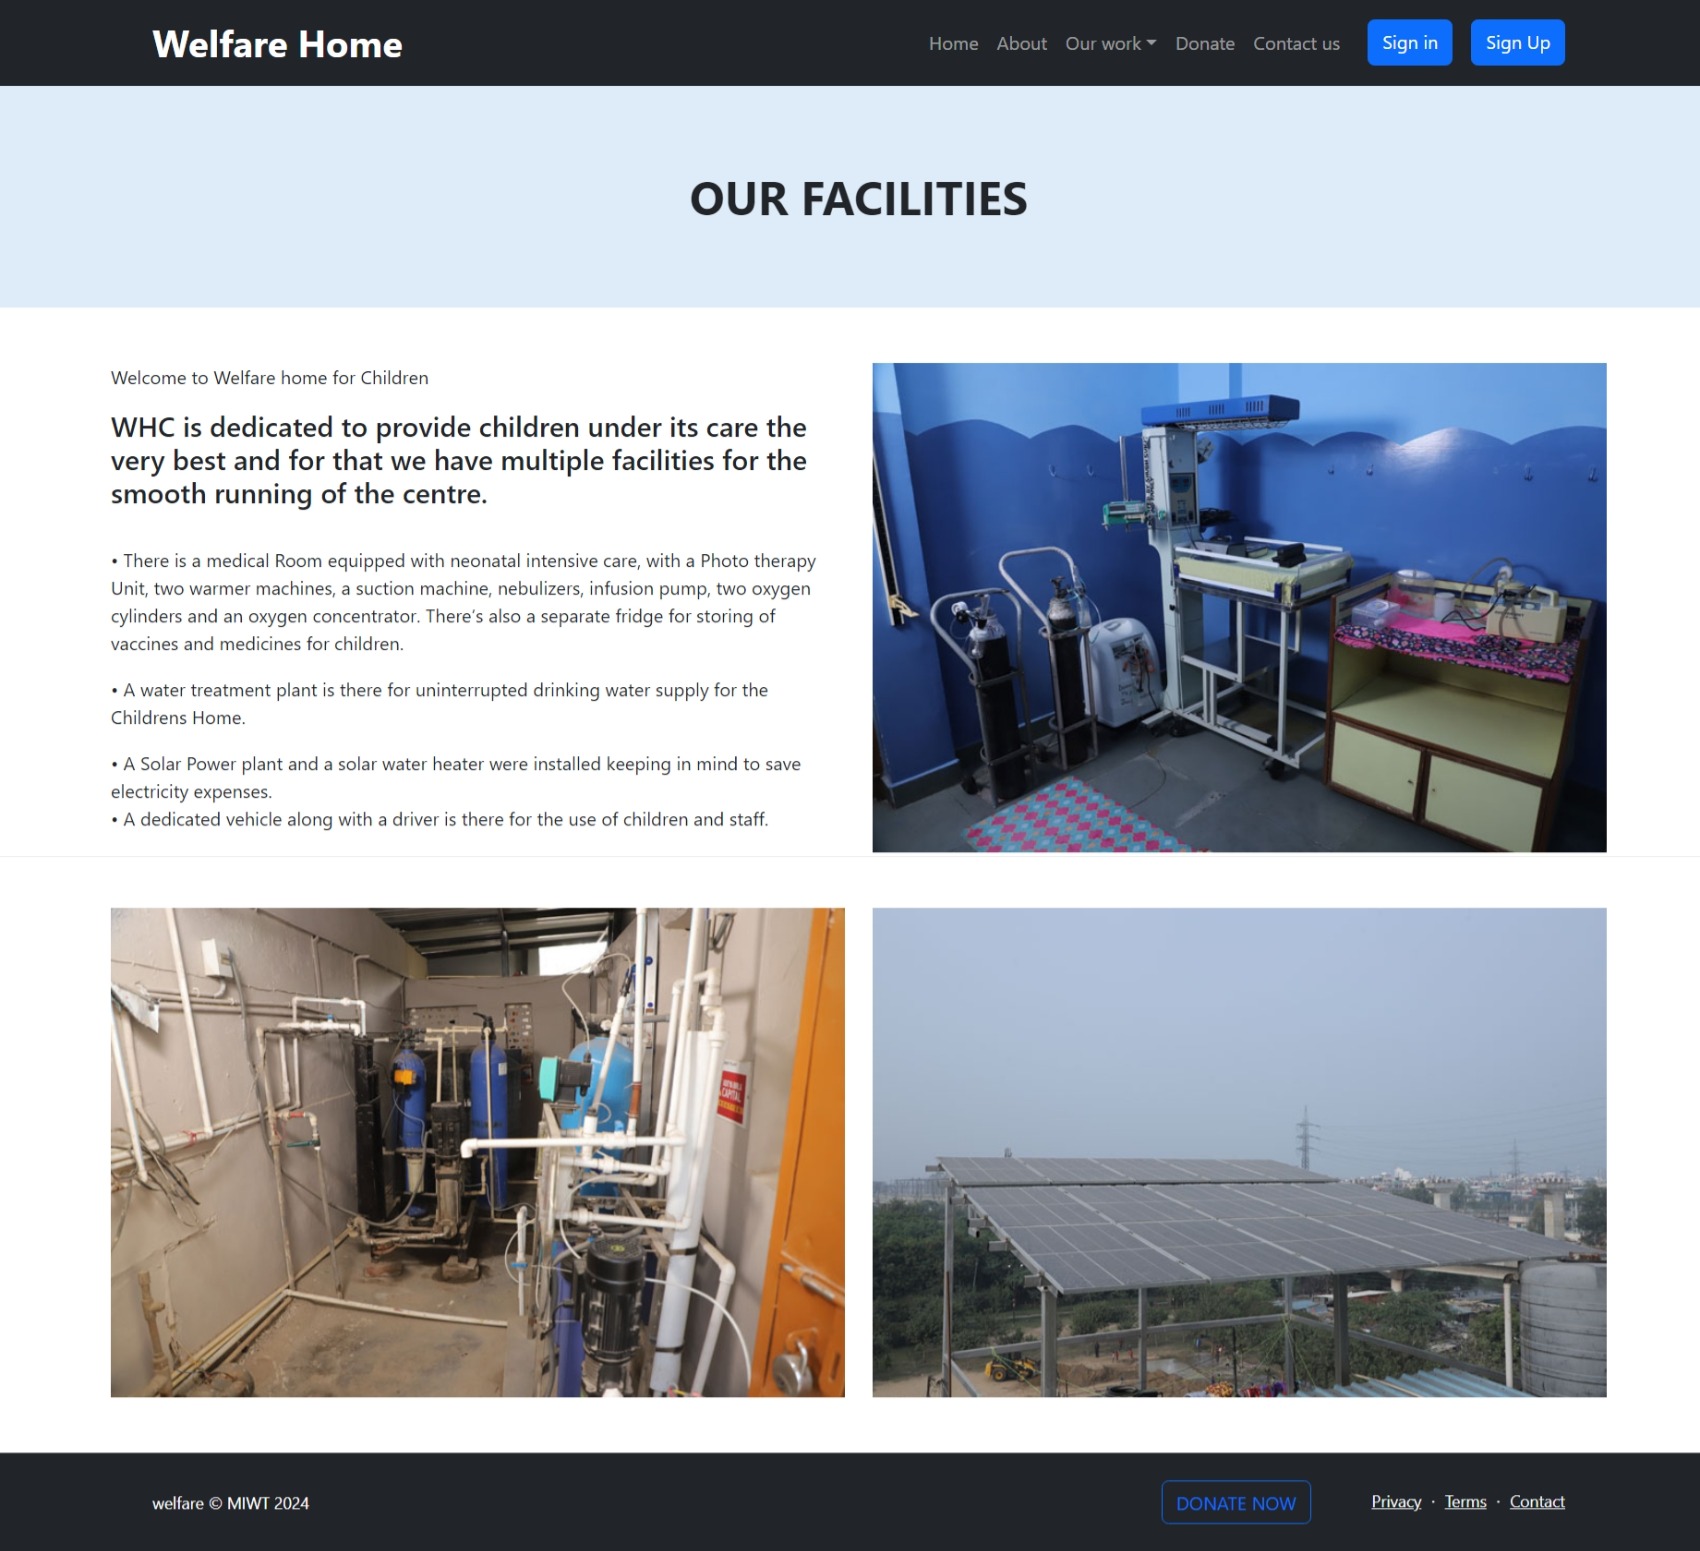 Welfare Home
Home About Our work Donate Contact us Sign in Sign Up
OUR FACILITIES
Welcome to Welfare home for Children
WHC is dedicated to provide children under its care the
very best and for that we have multiple facilities for the
smooth running of the centre.
• There is a medical Room equipped with neonatal intensive care, with a Photo therapy
Unit, two warmer machines, a suction machine, nebulizers, infusion pump, two oxygen
cylinders and an oxygen concentrator. There's also a separate fridge for storing of
vaccines and medicines for children.
• A water treatment plant is there for uninterrupted drinking water supply for the
Childrens Home.
• A Solar Power plant and a solar water heater were installed keeping in mind to save
electricity expenses.
• A dedicated vehicle along with a driver is there for the use of children and staff.
CAPITAL
welfare © MIWT 2024
DONATE NOW
Privacy · Terms · Contact